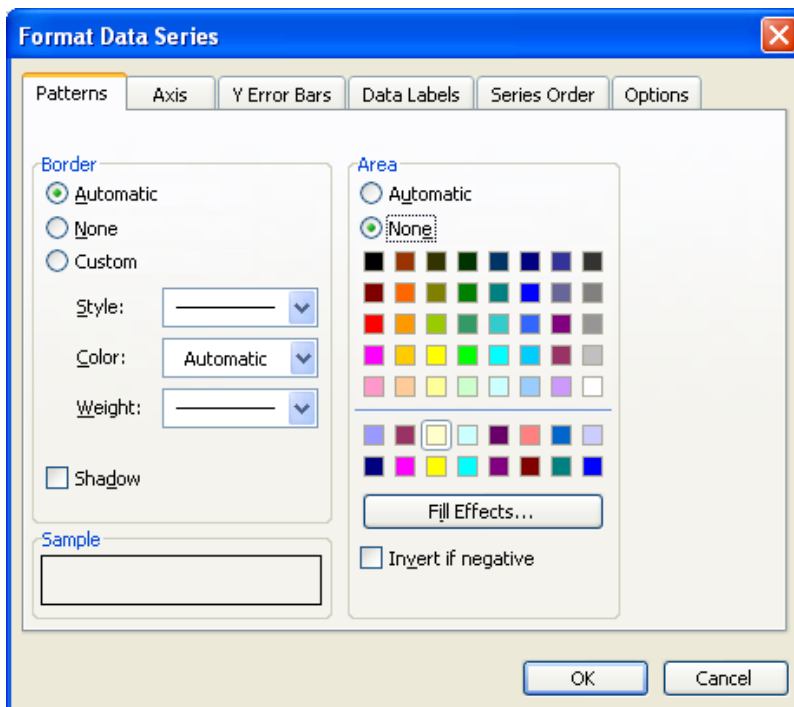 Format Data Series
Patterns Axis Y Error Bars Data Labels Series Order Options
Border
Automatic
None
Custom
Style:
Color: Automatic
Weight:
Shadow
Sample
Area
Automatic
None
Fill Effects...
Invert if negative
OK Cancel